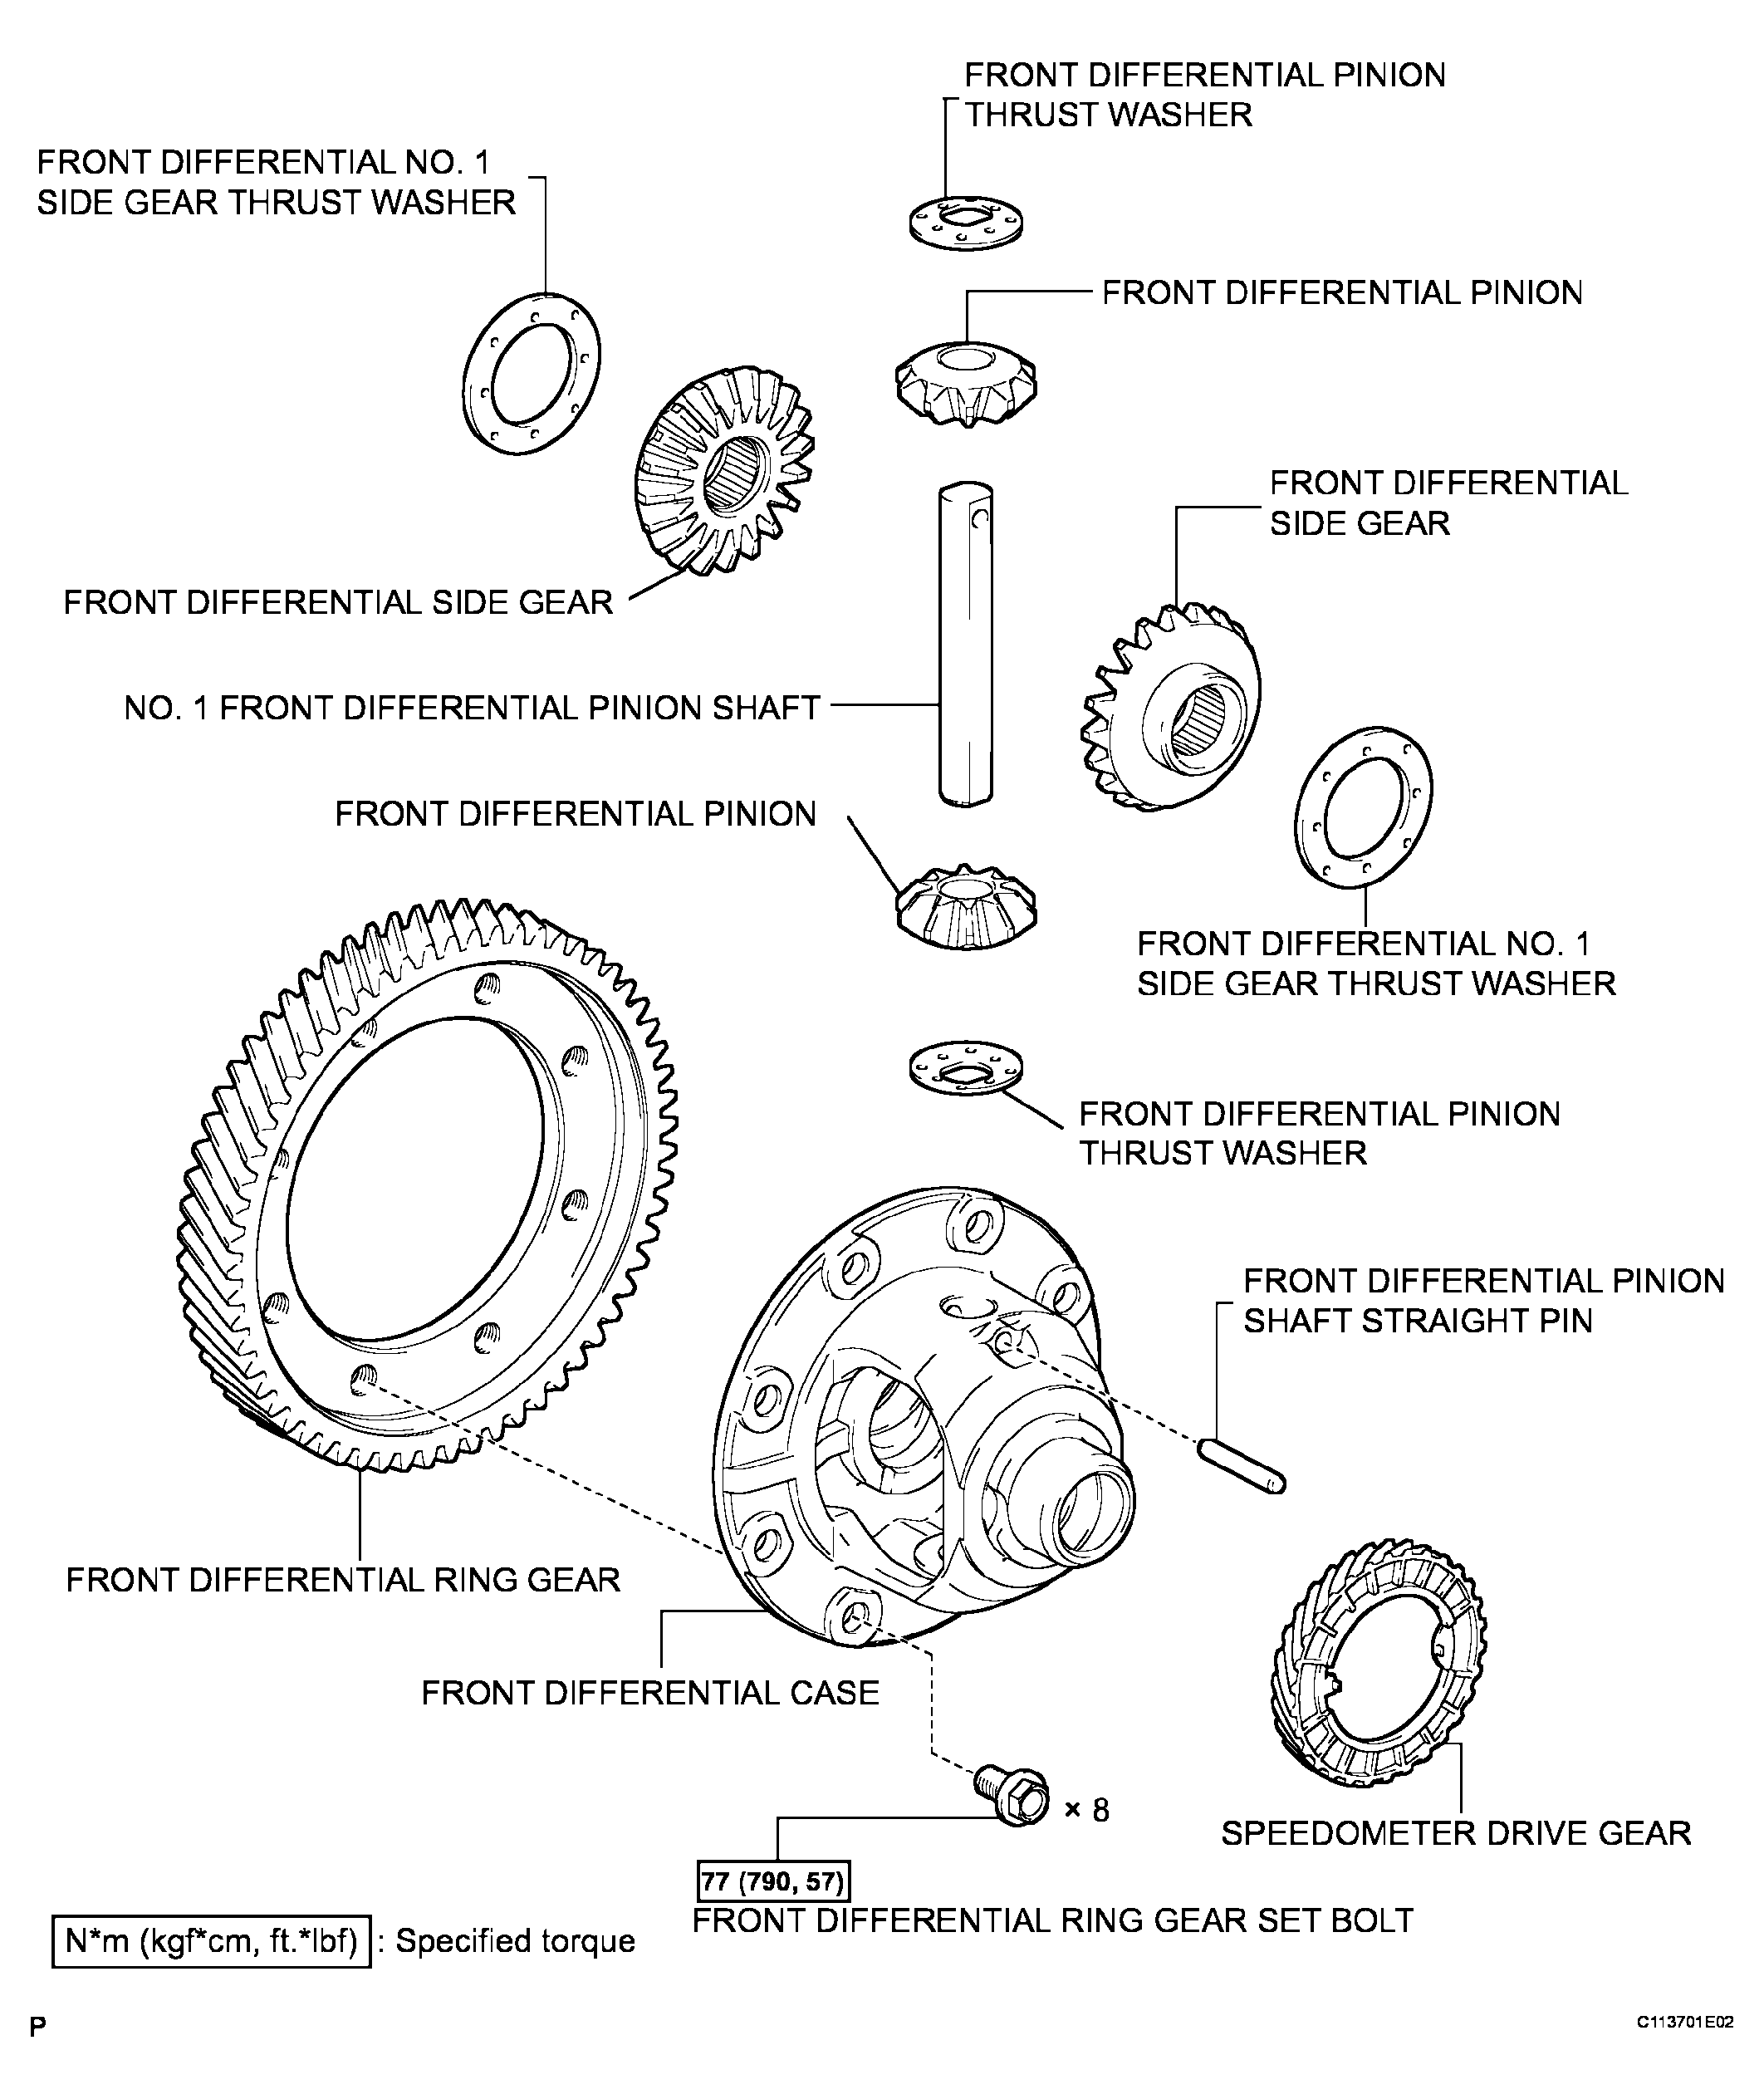 FRONT DIFFERENTIAL PINION
THRUST WASHER
FRONT DIFFERENTIAL NO. 1
SIDE GEAR THRUST WASHER
FRONT DIFFERENTIAL PINION
FRONT DIFFERENTIAL
SIDE GEAR
FRONT DIFFERENTIAL SIDE GEAR
NO. 1 FRONT DIFFERENTIAL PINION SHAFT
FRONT DIFFERENTIAL PINION
FRONT DIFFERENTIAL NO. 1
SIDE GEAR THRUST WASHER
FRONT DIFFERENTIAL PINION
THRUST WASHER
FRONT DIFFERENTIAL PINION
SHAFT STRAIGHT PIN
FRONT DIFFERENTIAL RING GEAR
FRONT DIFFERENTIAL CASE
× 8
SPEEDOMETER DRIVE GEAR
77 (790, 57)
FRONT DIFFERENTIAL RING GEAR SET BOLT
N*m (kgf*cm, ft.*lbf) : Specified torque
P
C113701E02